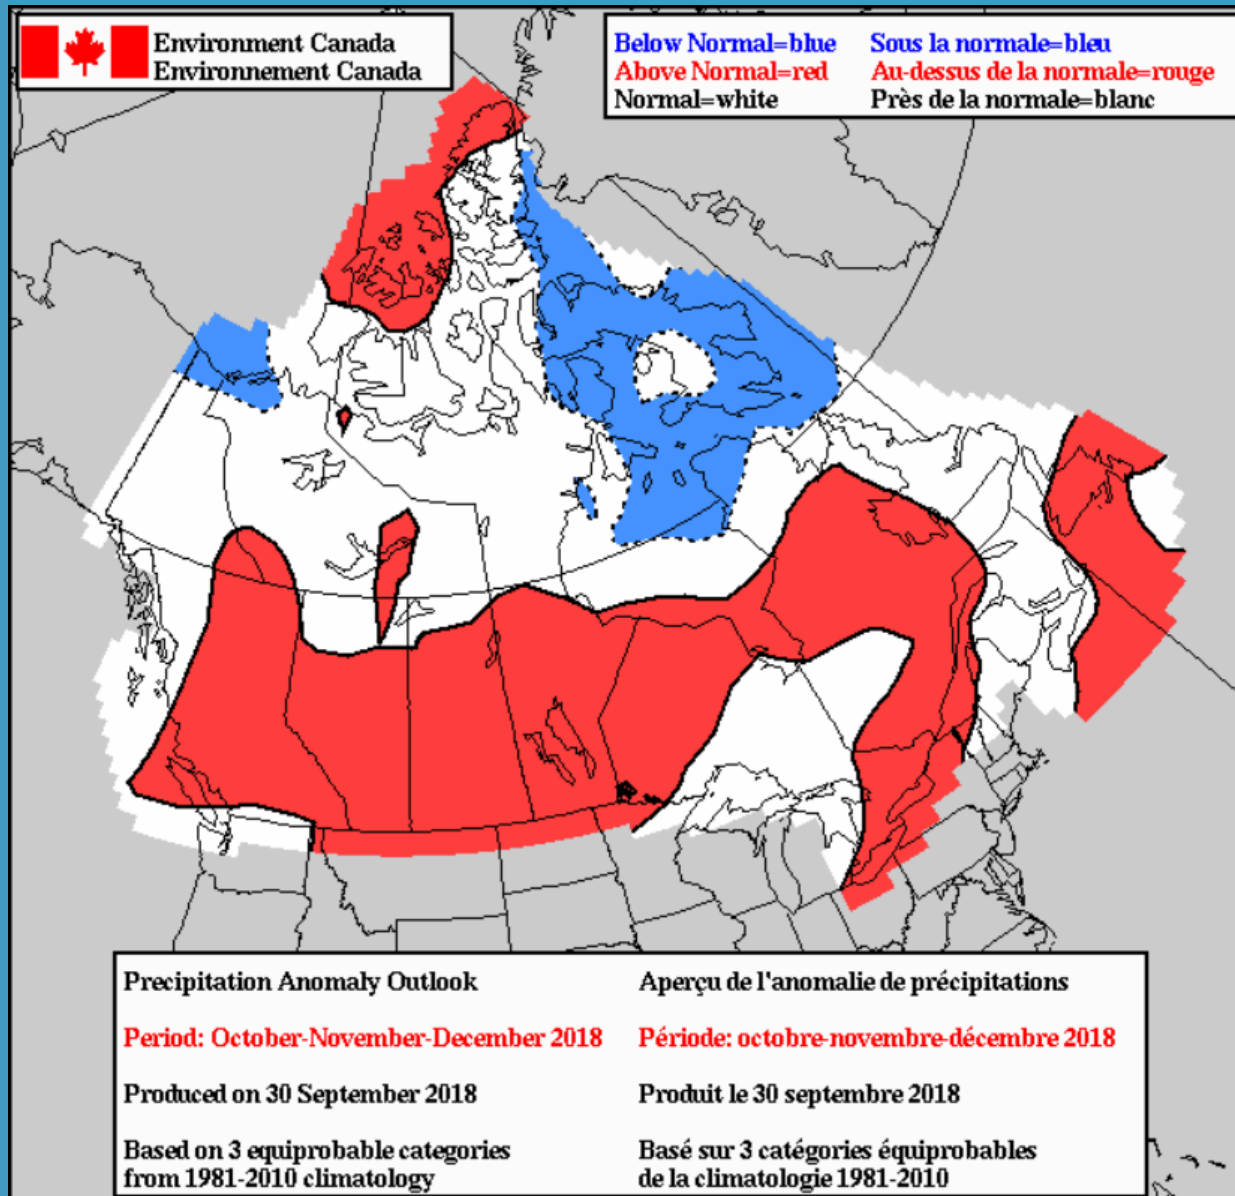 Environment Canada
Environnement Canada
Below Normal=blue
Above Normal=red
Normal=white
Sous la normale=bleu
Au-dessus de la normale=rouge
Près de la normale=blanc
Precipitation Anomaly Outlook
Period: October-November-December 2018
Produced on 30 September 2018
Based on 3 equiprobable categories
from 1981-2010 climatology
Aperçu de l'anomalie de précipitations
Période: octobre-novembre-décembre 2018
Produit le 30 septembre 2018
Basé sur 3 catégories équiprobables
de la climatologie 1981-2010